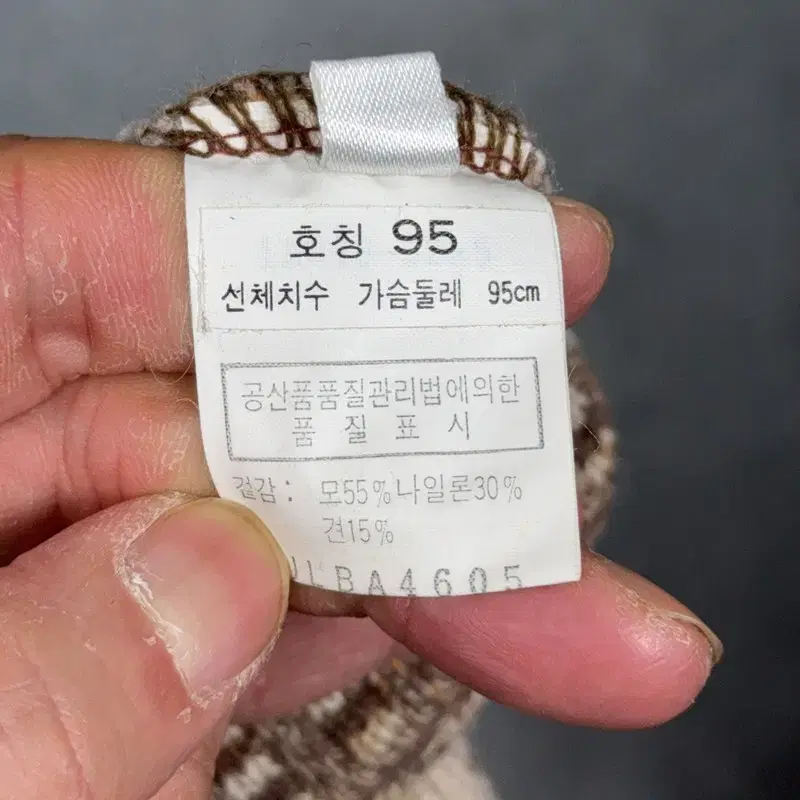 호칭 95
선체치수 가슴둘레 95cm
공산품품질관리법에의한
품 질 표 시
겉감: 모55%나일론30%
견15%
LBA4605